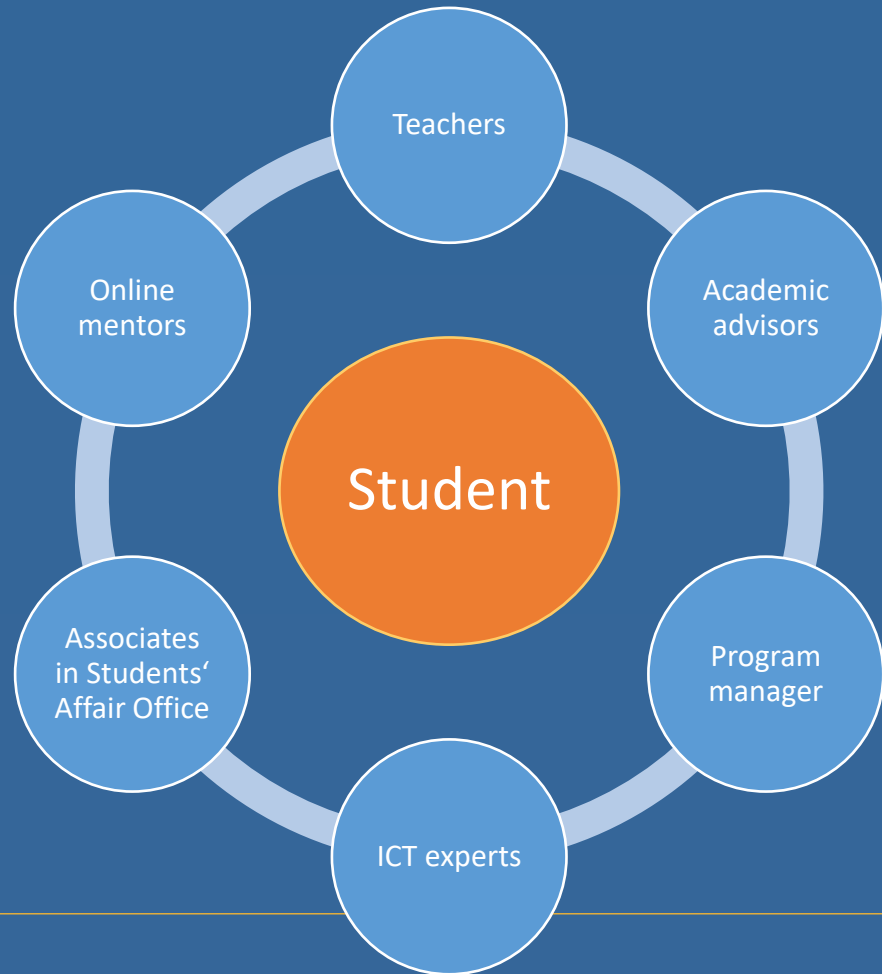 Teachers
Online
mentors
Academic
advisors
Student
Associates
in Students‘
Affair Office
Program
manager
ICT experts